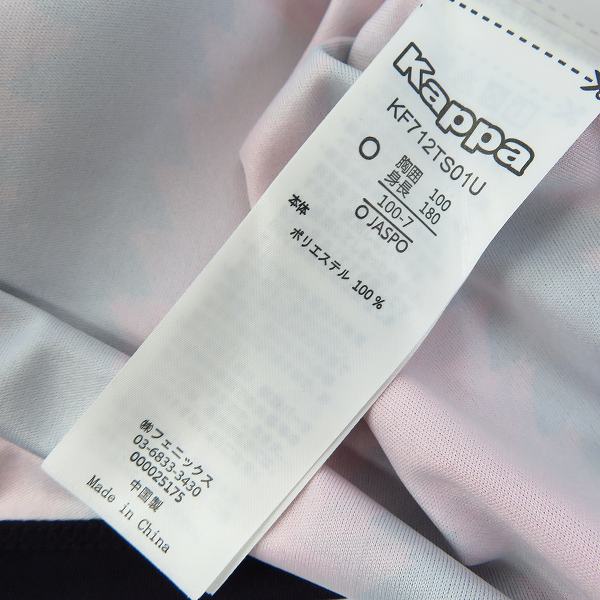 Kappa
KF712TS01U
O 胸囲 100
身長 180
100-7
O JASPO
本体
ポリエステル 100%
㈱フェニックス
03-6833-3430
000025175
中国製
Made in China